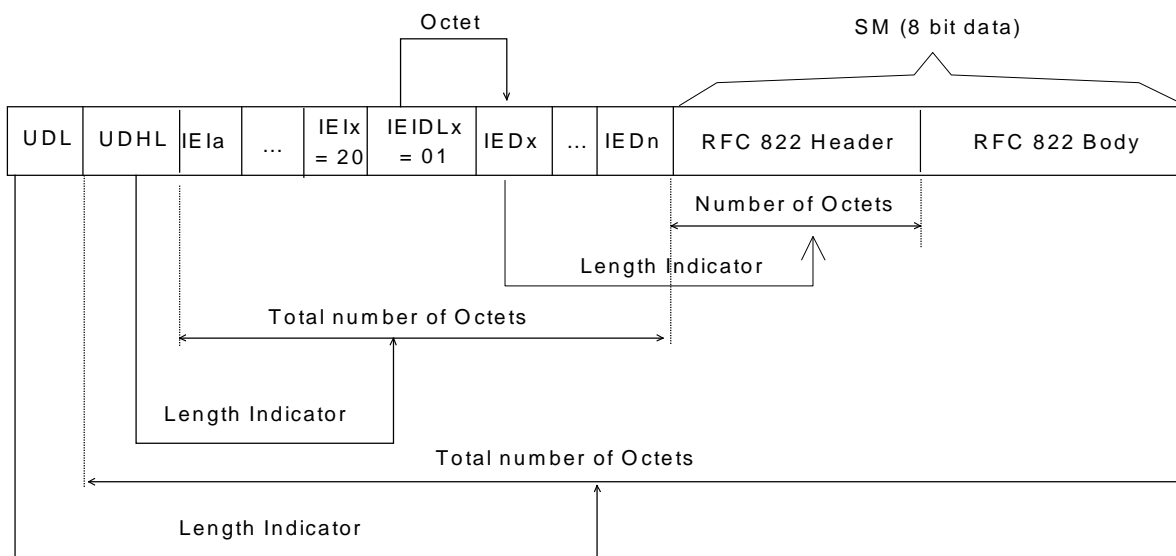 Octet
SM (8 bit data)
UDL
UDHL
IEIa
...
IEIx
= 20
IEIDLx
= 01
IEDx
...
IEDn
RFC 822 Header
RFC 822 Body
Number of Octets
Length Indicator
Total number of Octets
Length Indicator
Total number of Octets
Length Indicator